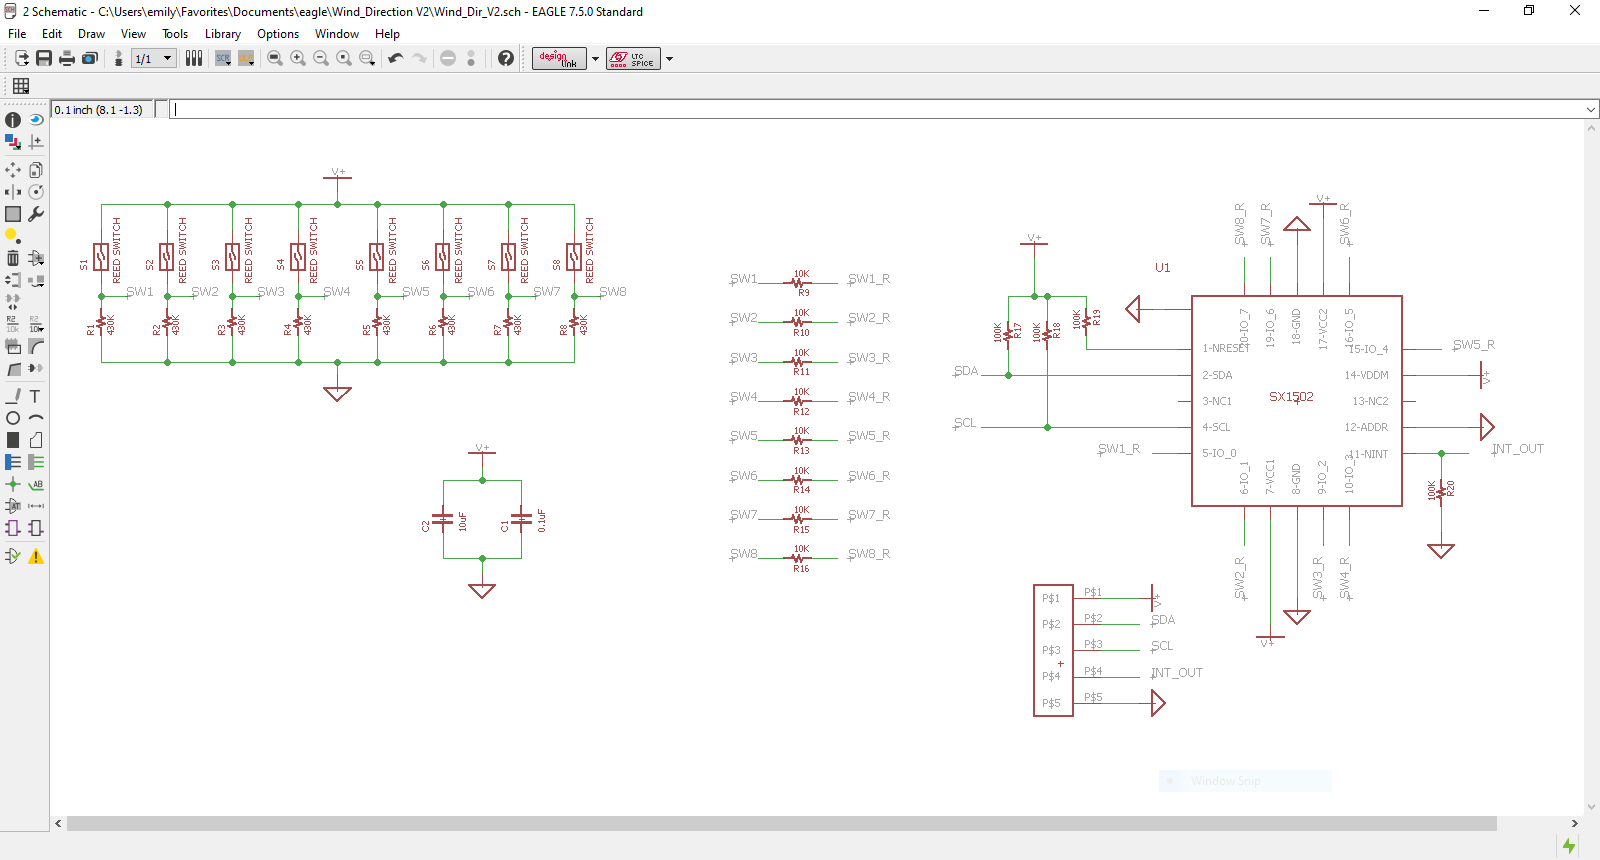 2 Schematic - C:\Users\emily\Favorites\Documents\eagle\Wind_Direction V2\Wind_Dir_V2.sch - EAGLE 7.5.0 Standard
File Edit Draw View Tools Library Options Window Help
1/1 SCR design link LTC SPICE
0.1 inch (8.1 -1.3)
V+
S1 REED SWITCH S2 REED SWITCH S3 REED SWITCH S4 REED SWITCH S5 REED SWITCH S6 REED SWITCH S7 REED SWITCH S8 REED SWITCH
SW1 SW2 SW3 SW4 SW5 SW6 SW7 SW8
R1 430K R2 430K R3 430K R4 430K R5 430K R6 430K R7 430K R8 430K
V+
C2 10uF C1 0.1uF
SW1 10K R9 SW1_R
SW2 10K R10 SW2_R
SW3 10K R11 SW3_R
SW4 10K R12 SW4_R
SW5 10K R13 SW5_R
SW6 10K R14 SW6_R
SW7 10K R15 SW7_R
SW8 10K R16 SW8_R
V+
100K R17 100K R18 100K R19
SDA
SCL
SW1_R
U1
SW8_R SW7_R V+ SW6_R
20-IO_7 19-IO_6 18-GND 17-VCC2 16-IO_5
1-NRESET 15-IO_4 SW5_R
2-SDA 14-VDDM V+
3-NC1 SX1502 13-NC2
4-SCL 12-ADDR
5-IO_0 11-NINT INT_OUT
6-IO_1 7-VCC1 8-GND 9-IO_2 10-IO_3
100K R20
SW2_R SW3_R SW4_R
V+
P$1 P$1 V+
P$2 P$2 SDA
P$3 P$3 SCL
P$4 P$4 INT_OUT
P$5 P$5
Window Snip
R2 10k R2 10k
T